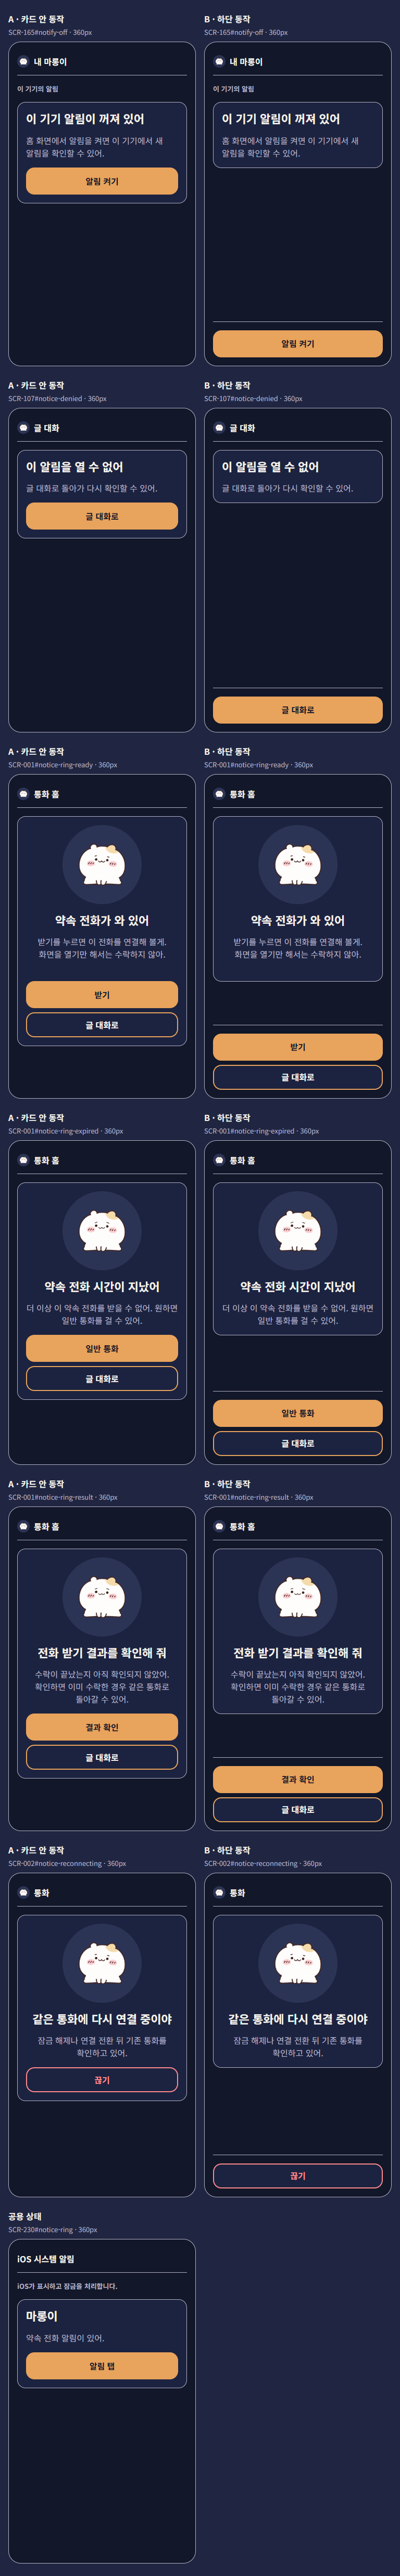 A · 카드 안 동작
SCR-165#notify-off · 360px
내 마롱이
이 기기의 알림
이 기기 알림이 꺼져 있어
홈 화면에서 알림을 켜면 이 기기에서 새
알림을 확인할 수 있어.
알림 켜기
B · 하단 동작
SCR-165#notify-off · 360px
내 마롱이
이 기기의 알림
이 기기 알림이 꺼져 있어
홈 화면에서 알림을 켜면 이 기기에서 새
알림을 확인할 수 있어.
알림 켜기
A · 카드 안 동작
SCR-107#notice-denied · 360px
글 대화
이 알림을 열 수 없어
글 대화로 돌아가 다시 확인할 수 있어.
글 대화로
B · 하단 동작
SCR-107#notice-denied · 360px
글 대화
이 알림을 열 수 없어
글 대화로 돌아가 다시 확인할 수 있어.
글 대화로
A · 카드 안 동작
SCR-001#notice-ring-ready · 360px
통화 홈
약속 전화가 와 있어
받기를 누르면 이 전화를 연결해 볼게.
화면을 열기만 해서는 수락하지 않아.
받기
글 대화로
B · 하단 동작
SCR-001#notice-ring-ready · 360px
통화 홈
약속 전화가 와 있어
받기를 누르면 이 전화를 연결해 볼게.
화면을 열기만 해서는 수락하지 않아.
받기
글 대화로
A · 카드 안 동작
SCR-001#notice-ring-expired · 360px
통화 홈
약속 전화 시간이 지났어
더 이상 이 약속 전화를 받을 수 없어. 원하면
일반 통화를 걸 수 있어.
일반 통화
글 대화로
B · 하단 동작
SCR-001#notice-ring-expired · 360px
통화 홈
약속 전화 시간이 지났어
더 이상 이 약속 전화를 받을 수 없어. 원하면
일반 통화를 걸 수 있어.
일반 통화
글 대화로
A · 카드 안 동작
SCR-001#notice-ring-result · 360px
통화 홈
전화 받기 결과를 확인해 줘
수락이 끝났는지 아직 확인되지 않았어.
확인하면 이미 수락한 경우 같은 통화로
돌아갈 수 있어.
결과 확인
글 대화로
B · 하단 동작
SCR-001#notice-ring-result · 360px
통화 홈
전화 받기 결과를 확인해 줘
수락이 끝났는지 아직 확인되지 않았어.
확인하면 이미 수락한 경우 같은 통화로
돌아갈 수 있어.
결과 확인
글 대화로
A · 카드 안 동작
SCR-002#notice-reconnecting · 360px
통화
같은 통화에 다시 연결 중이야
잠금 해제나 연결 전환 뒤 기존 통화를
확인하고 있어.
끊기
B · 하단 동작
SCR-002#notice-reconnecting · 360px
통화
같은 통화에 다시 연결 중이야
잠금 해제나 연결 전환 뒤 기존 통화를
확인하고 있어.
끊기
공용 상태
SCR-230#notice-ring · 360px
iOS 시스템 알림
iOS가 표시하고 잠금을 처리합니다.
마롱이
약속 전화 알림이 있어.
알림 탭